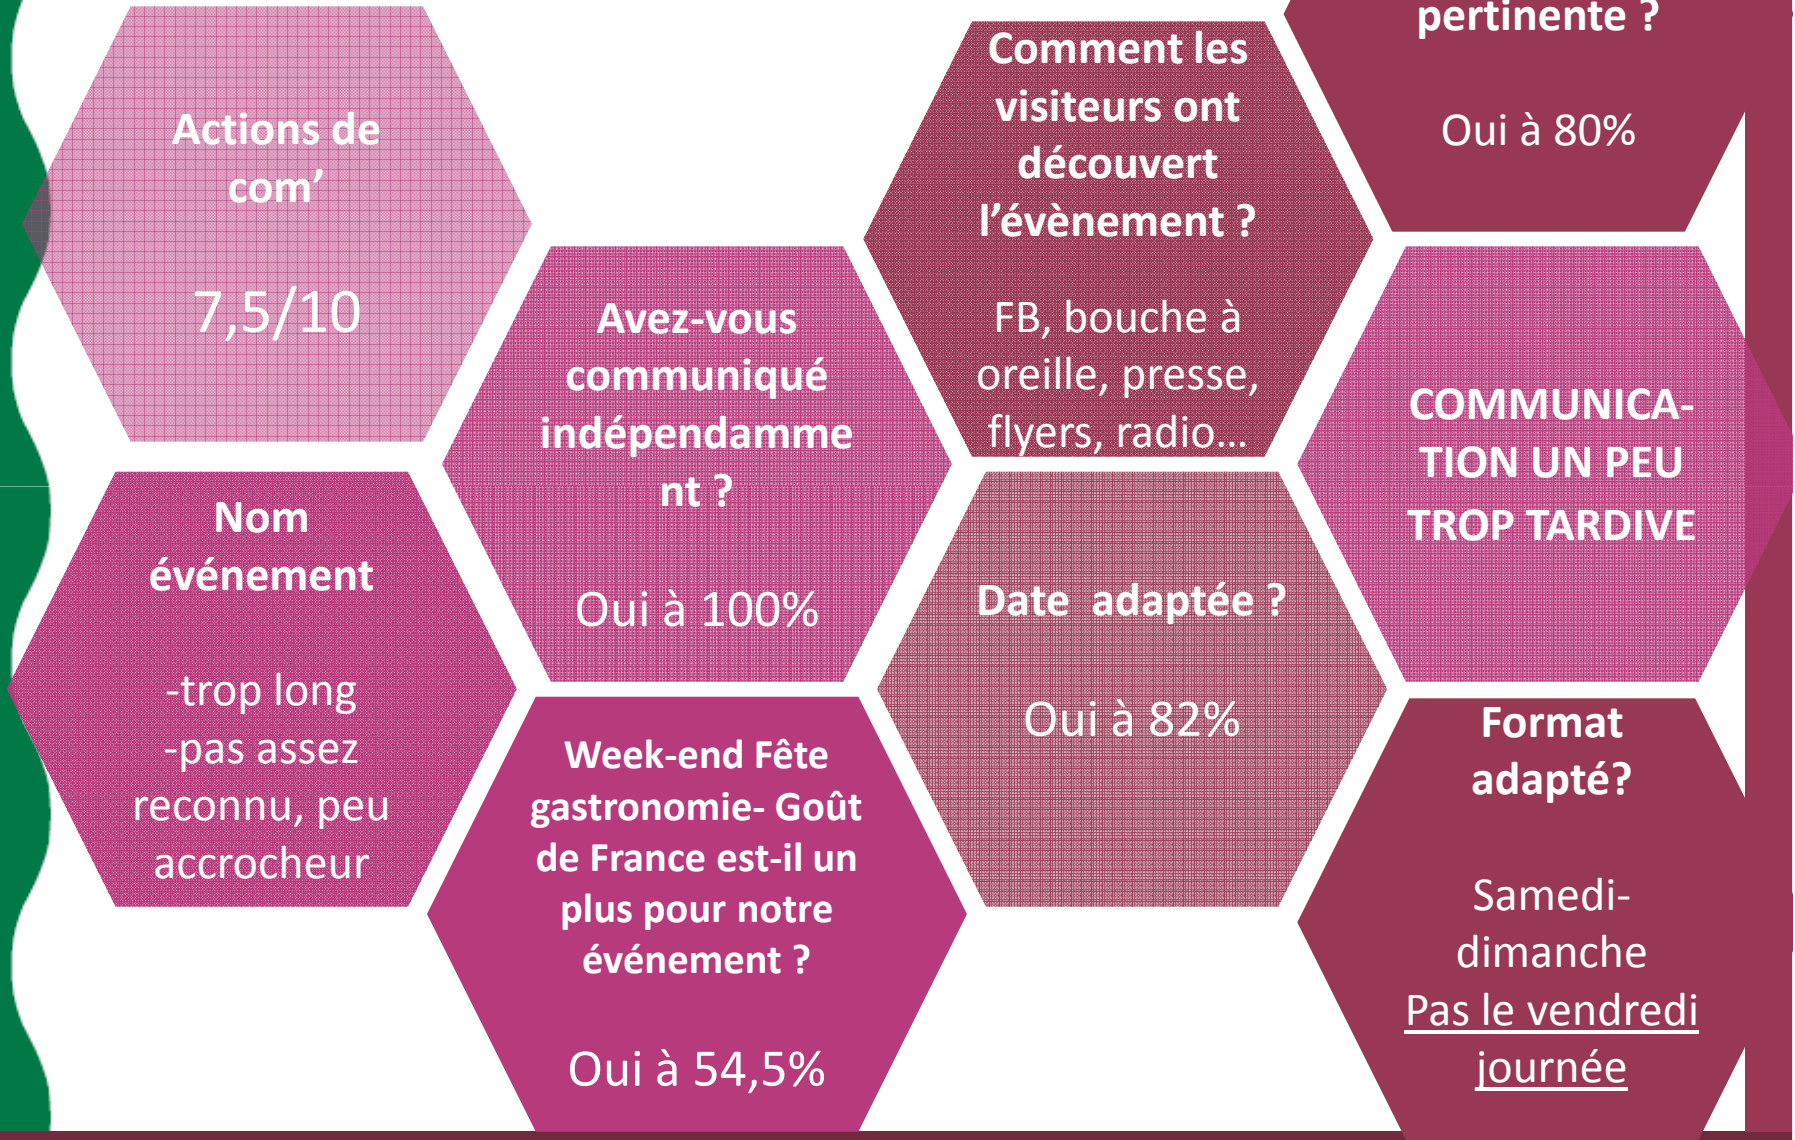 Actions de
com’
7,5/10
Nom
événement
-trop long
-pas assez
reconnu, peu
accrocheur
Avez-vous
communiqué
indépendamme
nt ?
Oui à 100%
Week-end Fête
gastronomie- Goût
de France est-il un
plus pour notre
événement ?
Oui à 54,5%
Comment les
visiteurs ont
découvert
l’évènement ?
FB, bouche à
oreille, presse,
flyers, radio…
Date  adaptée ?
Oui à 82%
pertinente ?
Oui à 80%
COMMUNICA-
TION UN PEU
TROP TARDIVE
Format
adapté?
Samedi-
dimanche
Pas le vendredi
journée